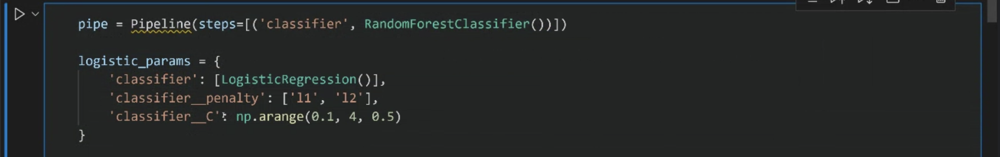 pipe = Pipeline(steps=[('classifier', RandomForestClassifier())])
logistic_params = {
'classifier': [LogisticRegression()],
'classifier__penalty': ['l1', 'l2'],
'classifier__C': np.arange(0.1, 4, 0.5)
}